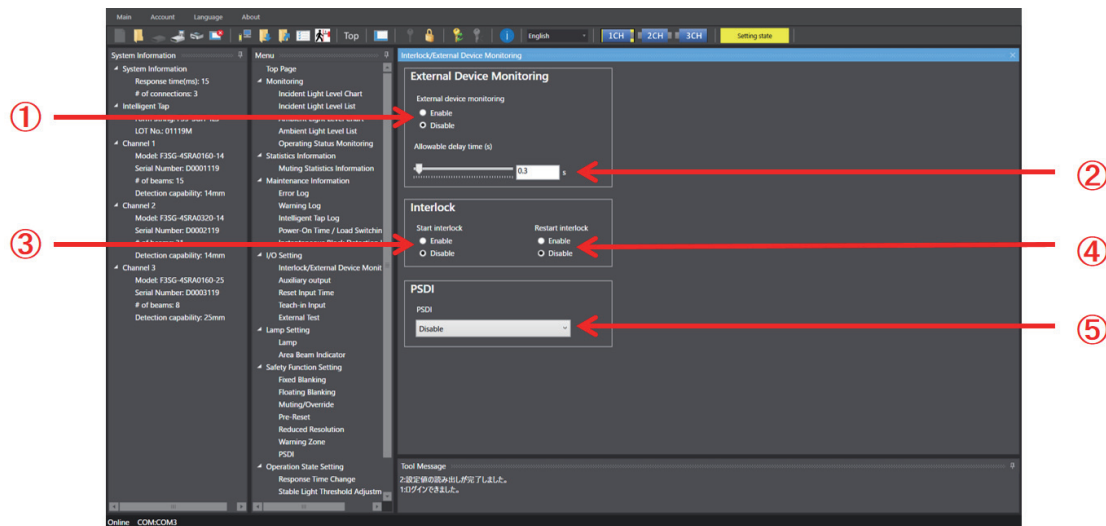 Main Account Language About
Top English 1CH 2CH 3CH Setting state
System Information
System Information
Response time(ms): 15
# of connections: 3
Intelligent Tap
LOT No.: 01119M
Channel 1
Model: F3SG-4SRA0160-14
Serial Number: D0001119
# of beams: 15
Detection capability: 14mm
Channel 2
Model: F3SG-4SRA0320-14
Serial Number: D0002119
Detection capability: 14mm
Channel 3
Model: F3SG-4SRA0160-25
Serial Number: D0003119
# of beams: 8
Detection capability: 25mm
Menu
Top Page
Monitoring
Incident Light Level Chart
Incident Light Level List
Ambient Light Level List
Operating Status Monitoring
Statistics Information
Muting Statistics Information
Maintenance Information
Error Log
Warning Log
Intelligent Tap Log
Power-On Time / Load Switchin
I/O Setting
Interlock/External Device Monit
Auxiliary output
Reset Input Time
Teach-in Input
External Test
Lamp Setting
Lamp
Area Beam Indicator
Safety Function Setting
Fixed Blanking
Floating Blanking
Muting/Override
Pre-Reset
Reduced Resolution
Warning Zone
PSDI
Operation State Setting
Response Time Change
Stable Light Threshold Adjustm
Interlock/External Device Monitoring
External Device Monitoring
External device monitoring
① Enable
Disable
Allowable delay time (s)
0.3 s ②
Interlock
Start interlock Restart interlock
③ Enable Enable ④
Disable Disable
PSDI
PSDI
Disable ⑤
Tool Message
2:設定値の読み出しが完了しました。
1:ログインできました。
Online COM:COM3